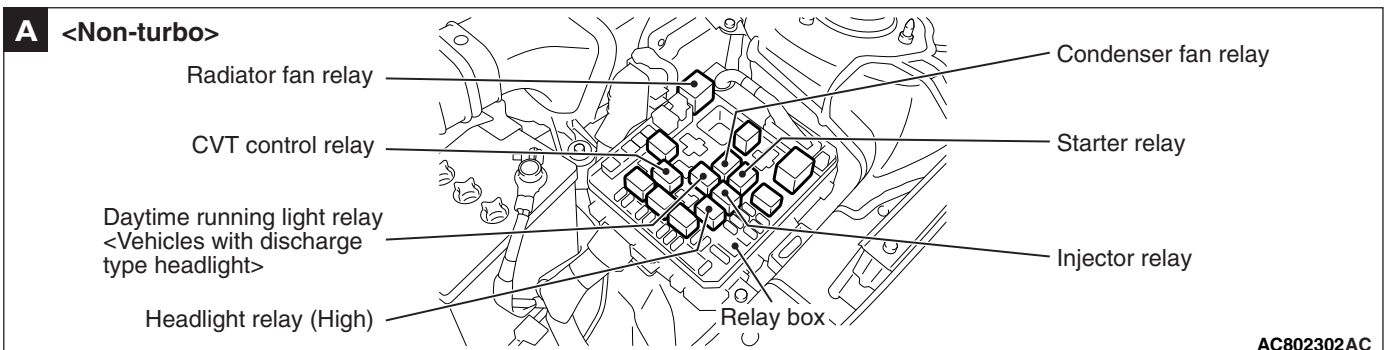 A <Non-turbo>
Radiator fan relay
CVT control relay
Daytime running light relay
<Vehicles with discharge
type headlight>
Headlight relay (High)
Condenser fan relay
Starter relay
Injector relay
Relay box
AC802302AC